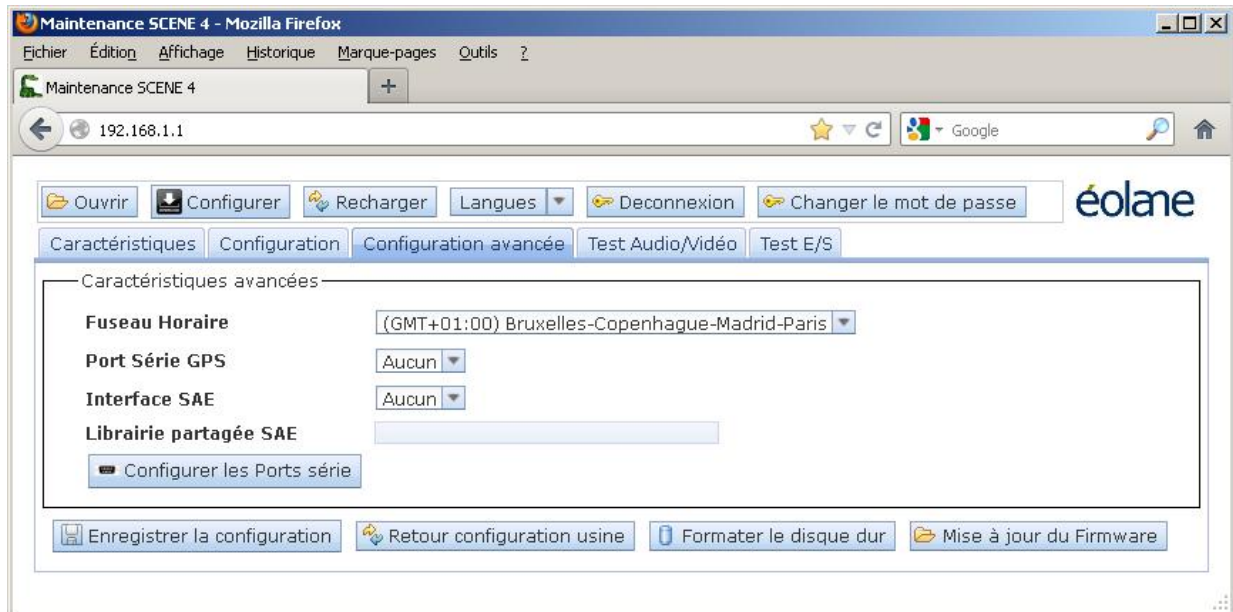 Maintenance SCENE 4 - Mozilla Firefox
Fichier Édition Affichage Historique Marque-pages Outils ?
Maintenance SCENE 4
192.168.1.1 Google
Ouvrir Configurer Recharger Langues Deconnexion Changer le mot de passe éolane
Caractéristiques Configuration Configuration avancée Test Audio/Vidéo Test E/S
Caractéristiques avancées
Fuseau Horaire (GMT+01:00) Bruxelles-Copenhague-Madrid-Paris
Port Série GPS Aucun
Interface SAE Aucun
Librairie partagée SAE
Configurer les Ports série
Enregistrer la configuration Retour configuration usine Formater le disque dur Mise à jour du Firmware